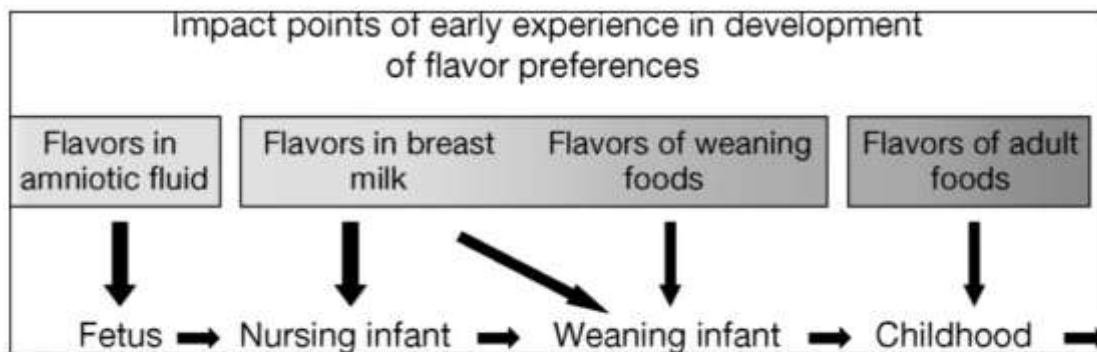 Impact points of early experience in development
of flavor preferences
Flavors in
amniotic fluid
Flavors in breast
milk
Flavors of weaning
foods
Flavors of adult
foods
Fetus
Nursing infant
Weaning infant
Childhood